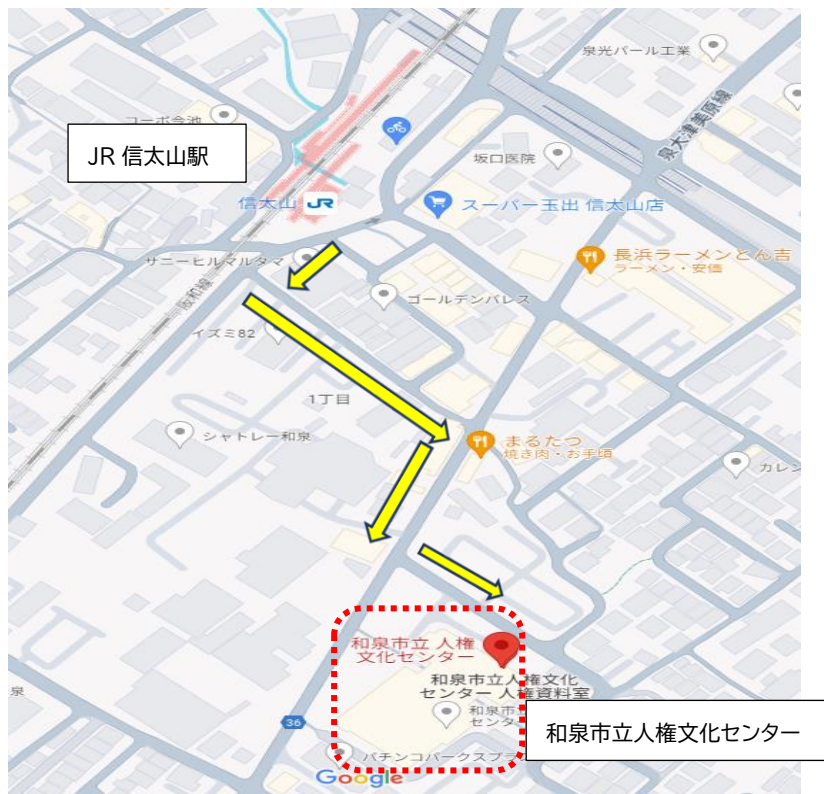 泉光パール工業
コーポ今池
泉大津美原線
JR 信太山駅
坂口医院
信太山 JR
スーパー玉出 信太山店
サニーヒルマルタマ
長浜ラーメンとん吉
ラーメン・安価
阪和線
ゴールデンパレス
イズミ82
1丁目
シャトレー和泉
まるたつ
焼き肉・お手頃
カレン
和泉市立 人権
文化センター
和泉市立人権文化
センター 人権資料室
泉
和泉市
センタ
36
和泉市立人権文化センター
パチンコパークスプラ
Google